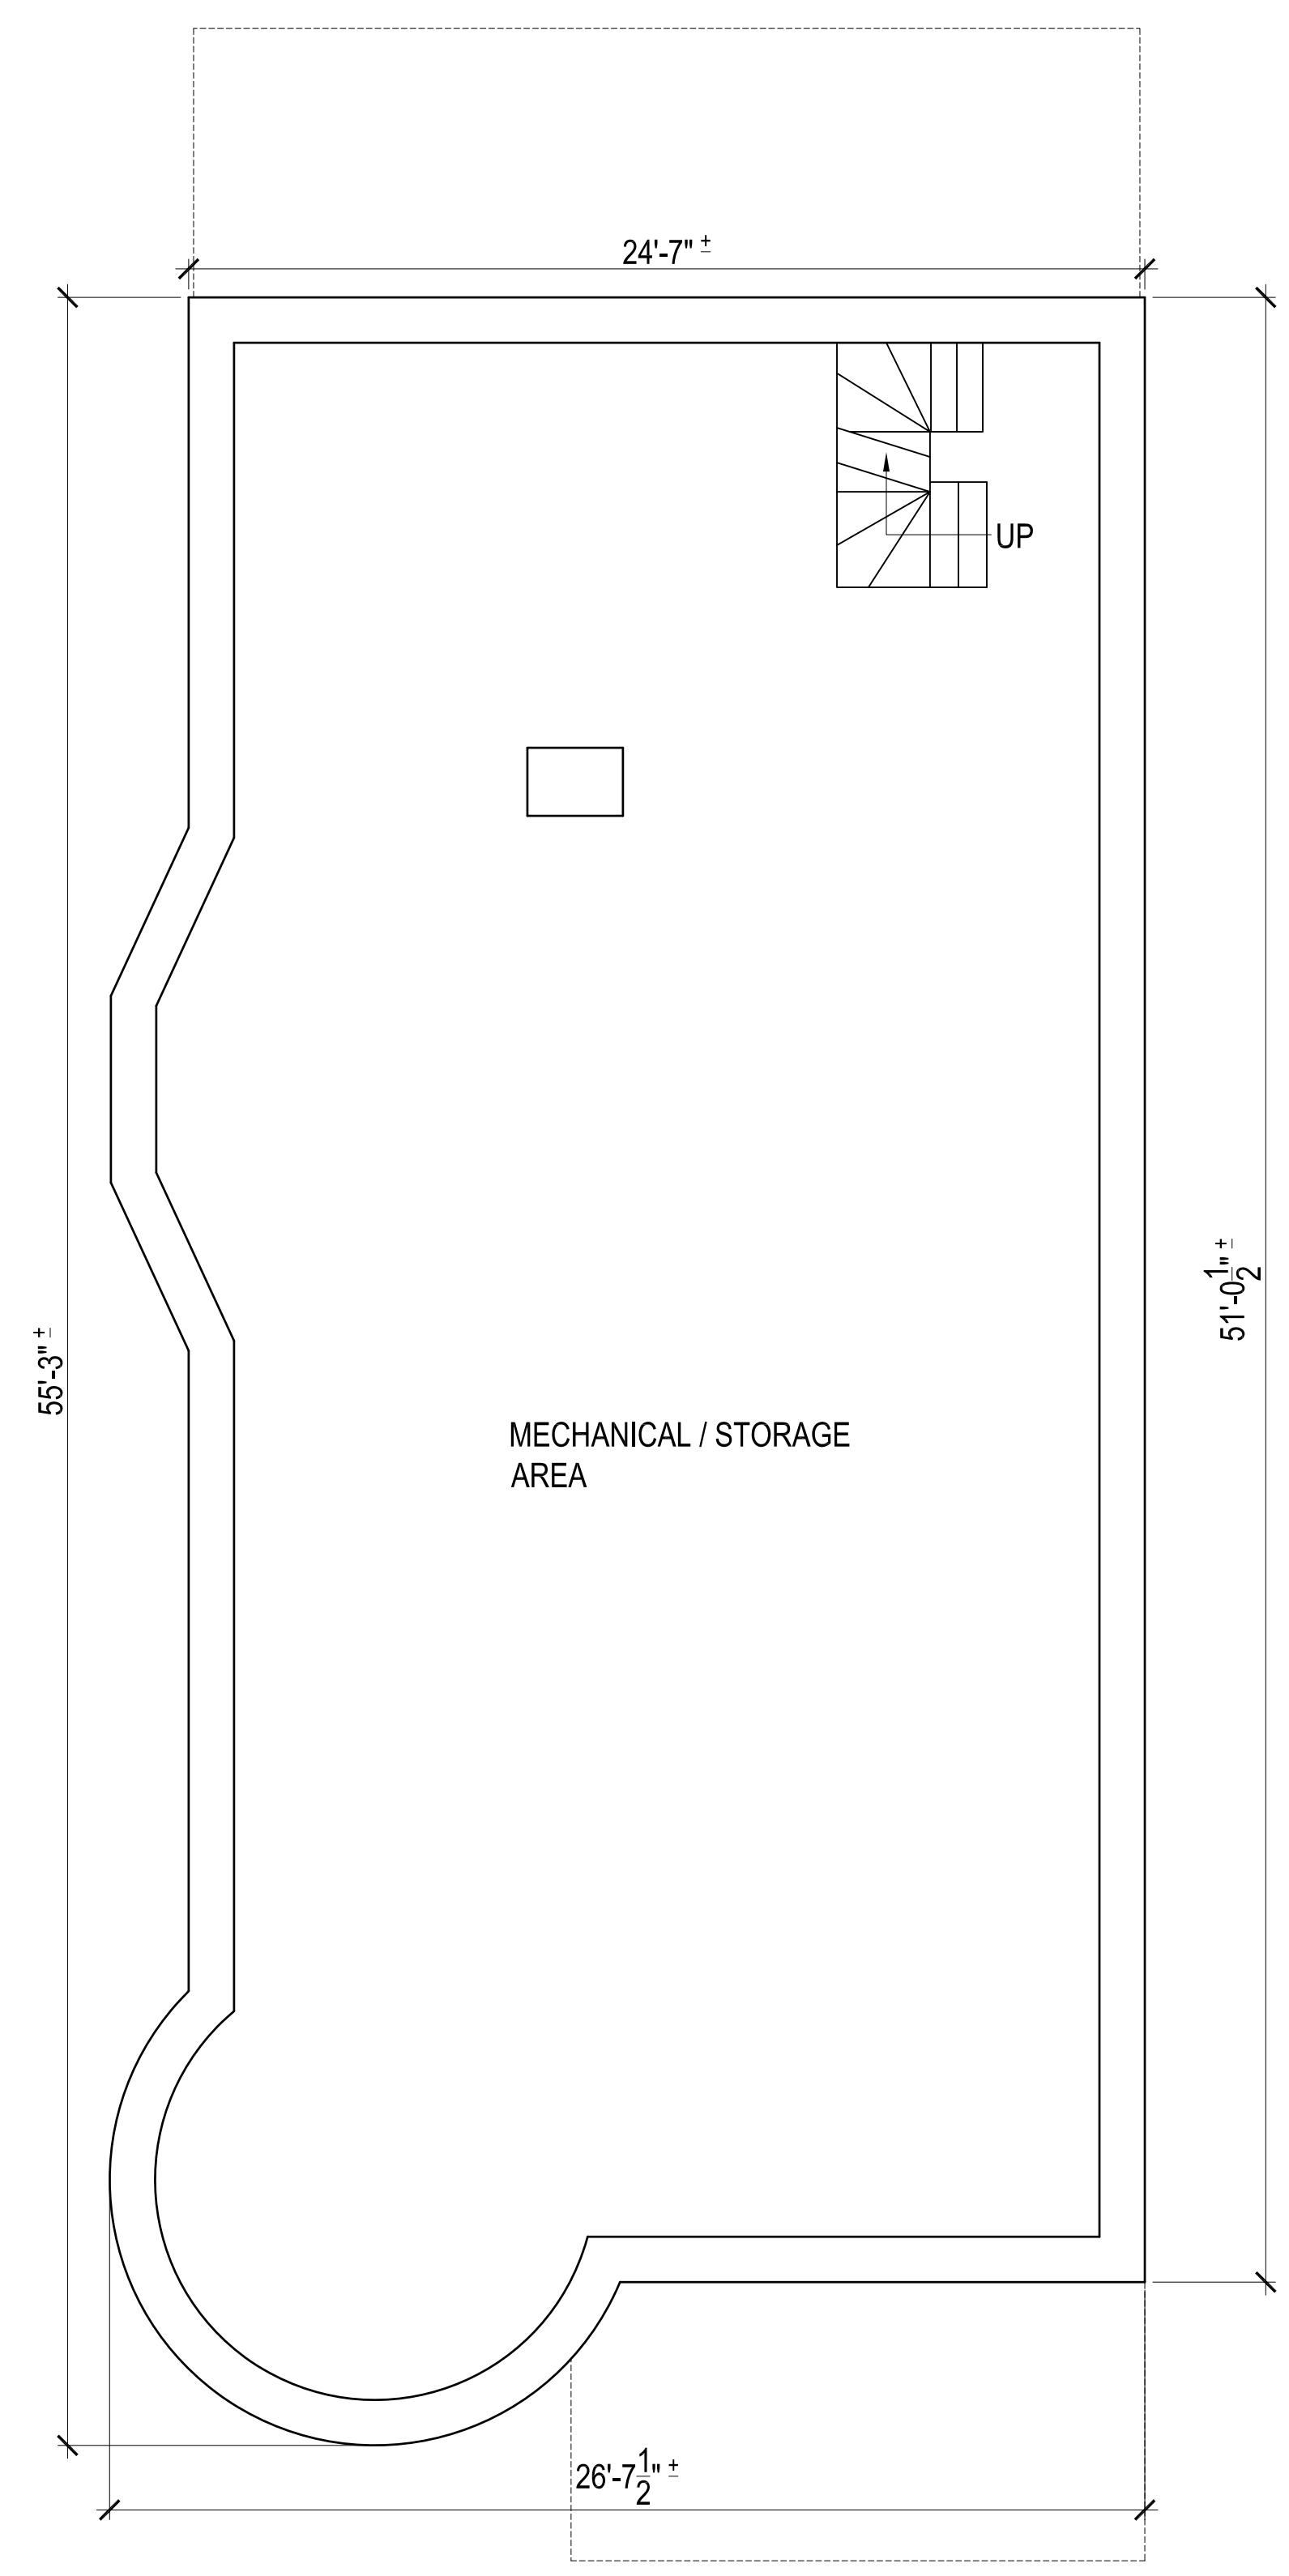 24'-7" ±
UP
51'-0 1/2" ±
55'-3" ±
MECHANICAL / STORAGE
AREA
26'-7 1/2" ±